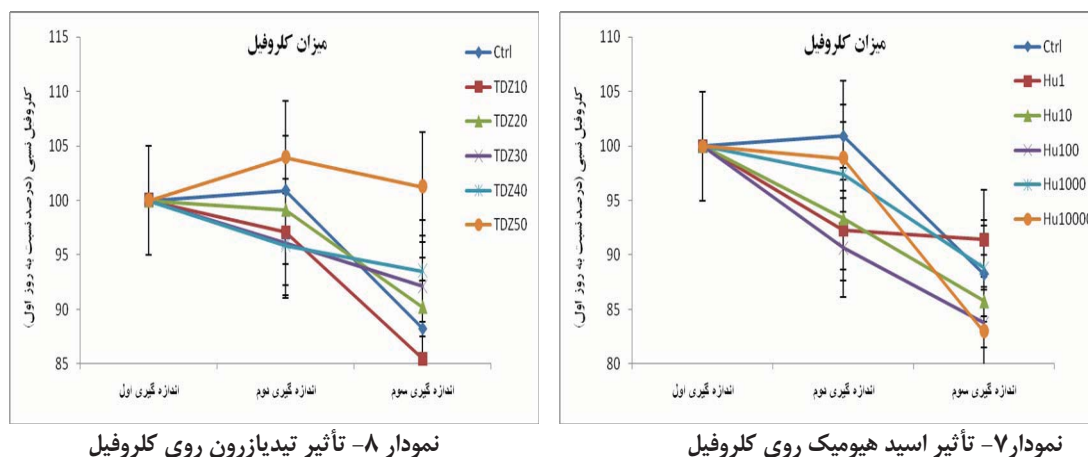 میزان کلروفیل
کلروفیل نسبی (درصد نسبت به روز اول)
110
105
100
95
90
85
80
اندازه گیری اول
اندازه گیری دوم
اندازه گیری سوم
Ctrl
Hu1
Hu10
Hu100
Hu1000
Hu10000
نمودار۷- تأثیر اسید هیومیک روی کلروفیل
میزان کلروفیل
کلروفیل نسبی (درصد نسبت به روز اول)
115
110
105
100
95
90
85
اندازه گیری اول
اندازه گیری دوم
اندازه گیری سوم
Ctrl
TDZ10
TDZ20
TDZ30
TDZ40
TDZ50
نمودار ۸- تأثیر تیدیازرون روی کلروفیل